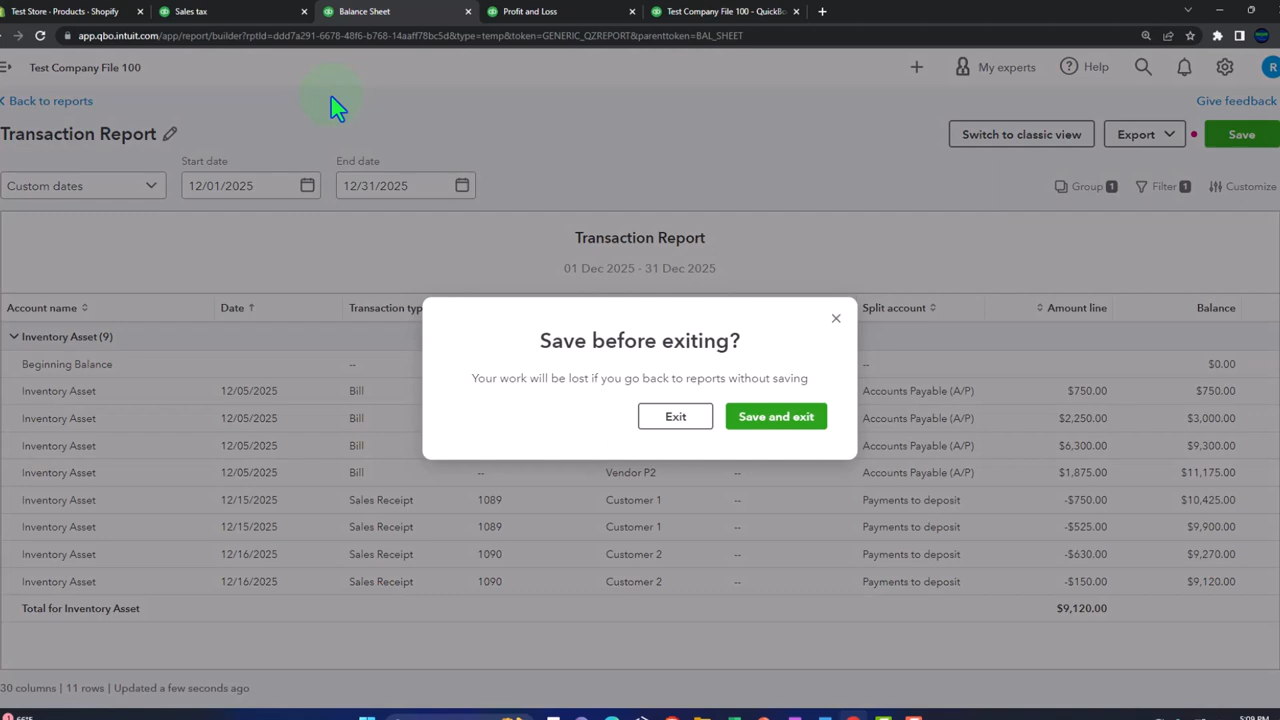 Test Store - Products - Shopify
Sales tax
Balance Sheet
Profit and Loss
Test Company File 100 - QuickBo
app.qbo.intuit.com/app/report/builder?rptId=ddd7a291-6678-48f6-b768-14aaff78bc5d&type=temp&token=GENERIC_QZREPORT&parenttoken=BAL_SHEET
Test Company File 100
My experts
Help
R
Back to reports
Give feedback
Transaction Report
Switch to classic view
Export
Save
Start date
End date
Custom dates
12/01/2025
12/31/2025
Group 1
Filter 1
Customize
Transaction Report
01 Dec 2025 - 31 Dec 2025
Account name Date Transaction typ Split account Amount line Balance
Inventory Asset (9)
Beginning Balance -- -- $0.00
Inventory Asset 12/05/2025 Bill Accounts Payable (A/P) $750.00 $750.00
Inventory Asset 12/05/2025 Bill Accounts Payable (A/P) $2,250.00 $3,000.00
Inventory Asset 12/05/2025 Bill Accounts Payable (A/P) $6,300.00 $9,300.00
Inventory Asset 12/05/2025 Bill -- Vendor P2 -- Accounts Payable (A/P) $1,875.00 $11,175.00
Inventory Asset 12/15/2025 Sales Receipt 1089 Customer 1 -- Payments to deposit -$750.00 $10,425.00
Inventory Asset 12/15/2025 Sales Receipt 1089 Customer 1 -- Payments to deposit -$525.00 $9,900.00
Inventory Asset 12/16/2025 Sales Receipt 1090 Customer 2 -- Payments to deposit -$630.00 $9,270.00
Inventory Asset 12/16/2025 Sales Receipt 1090 Customer 2 -- Payments to deposit -$150.00 $9,120.00
Total for Inventory Asset $9,120.00
Save before exiting?
Your work will be lost if you go back to reports without saving
Exit
Save and exit
30 columns | 11 rows | Updated a few seconds ago
66°F
5:09 PM